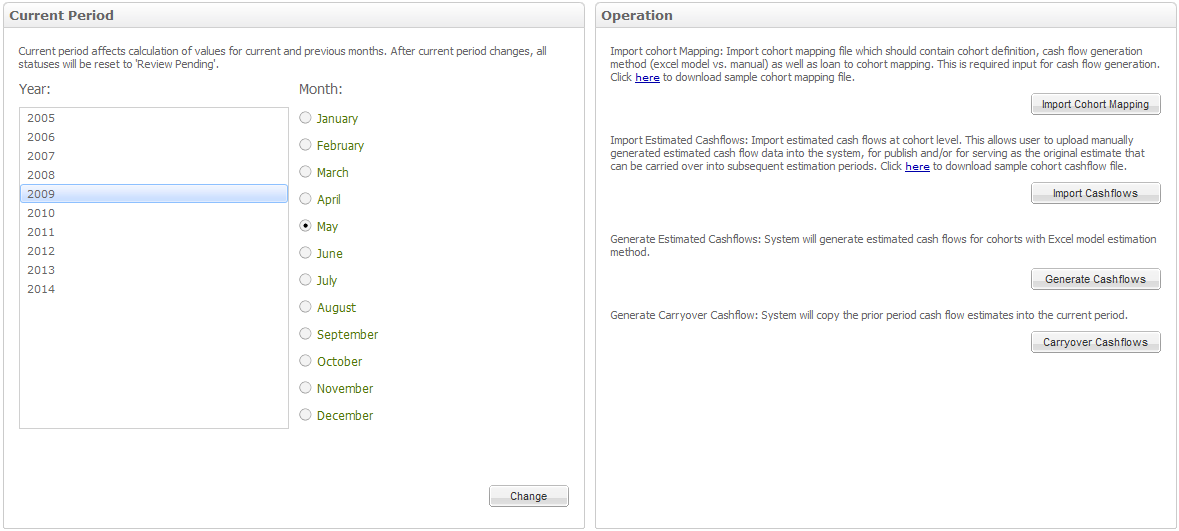 Current Period
Current period affects calculation of values for current and previous months. After current period changes, all
statuses will be reset to 'Review Pending'.
Year:
2005
2006
2007
2008
2009
2010
2011
2012
2013
2014
Month:
January
February
March
April
May
June
July
August
September
October
November
December
Change
Operation
Import cohort Mapping: Import cohort mapping file which should contain cohort definition, cash flow generation
method (excel model vs. manual) as well as loan to cohort mapping. This is required input for cash flow generation.
Click here to download sample cohort mapping file.
Import Cohort Mapping
Import Estimated Cashflows: Import estimated cash flows at cohort level. This allows user to upload manually
generated estimated cash flow data into the system, for publish and/or for serving as the original estimate that
can be carried over into subsequent estimation periods. Click here to download sample cohort cashflow file.
Import Cashflows
Generate Estimated Cashflows: System will generate estimated cash flows for cohorts with Excel model estimation
method.
Generate Cashflows
Generate Carryover Cashflow: System will copy the prior period cash flow estimates into the current period.
Carryover Cashflows